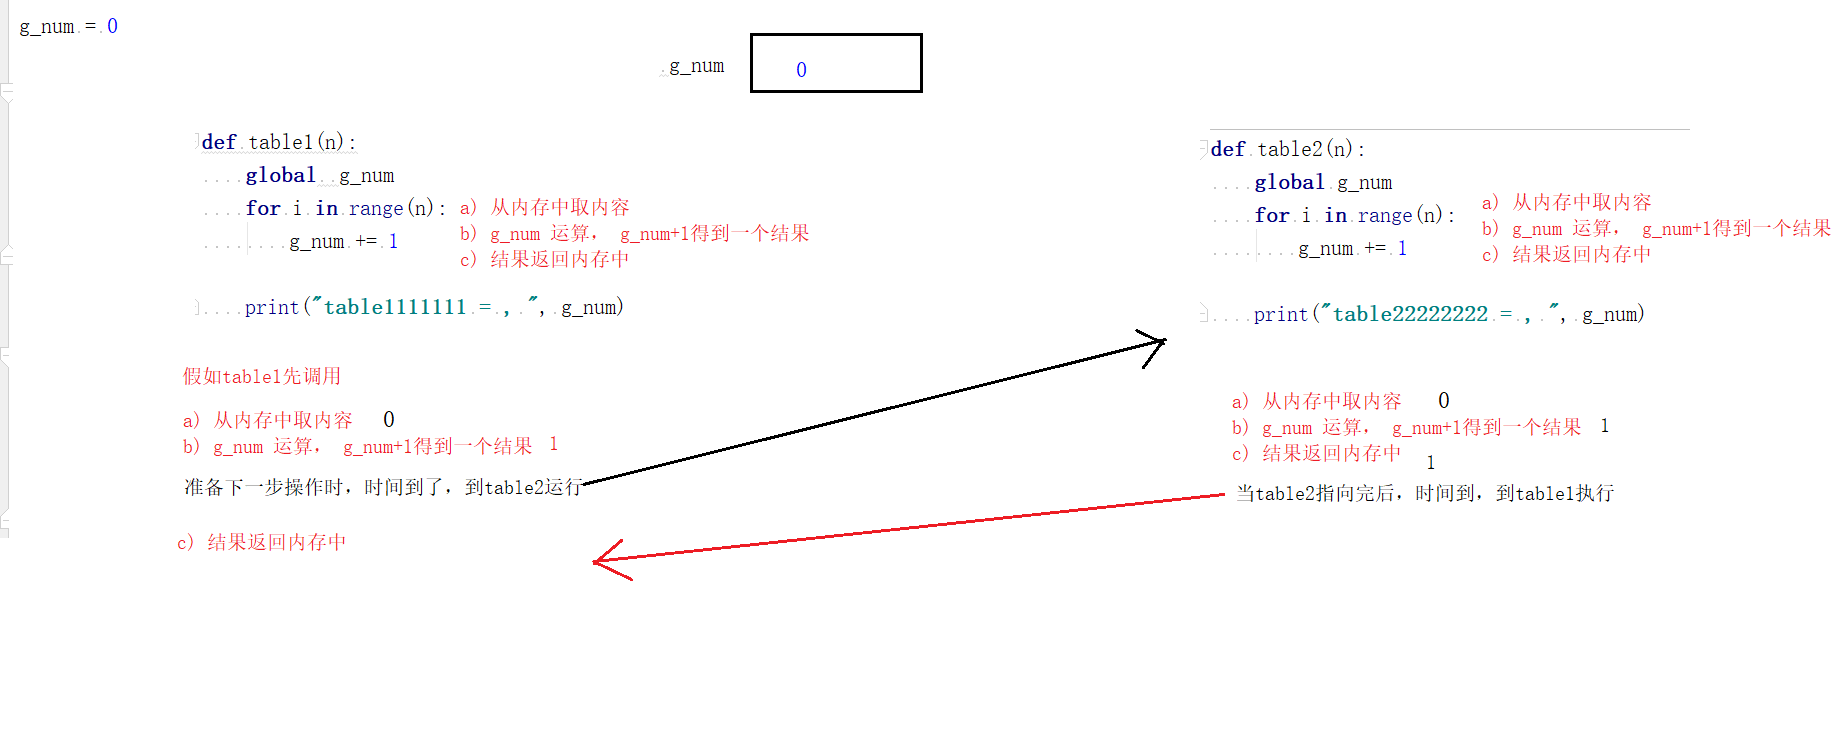 g_num = 0
g_num
0
def table1(n):
global g_num
for i in range(n):
g_num += 1
a) 从内存中取内容
b) g_num 运算， g_num+1得到一个结果
c) 结果返回内存中
print("table1111111 = , ", g_num)
假如table1先调用
a) 从内存中取内容 0
b) g_num 运算， g_num+1得到一个结果 1
准备下一步操作时，时间到了，到table2运行
c) 结果返回内存中
def table2(n):
global g_num
for i in range(n):
g_num += 1
a) 从内存中取内容
b) g_num 运算， g_num+1得到一个结果
c) 结果返回内存中
print("table22222222 = , ", g_num)
a) 从内存中取内容 0
b) g_num 运算， g_num+1得到一个结果 1
c) 结果返回内存中 1
当table2指向完后，时间到，到table1执行